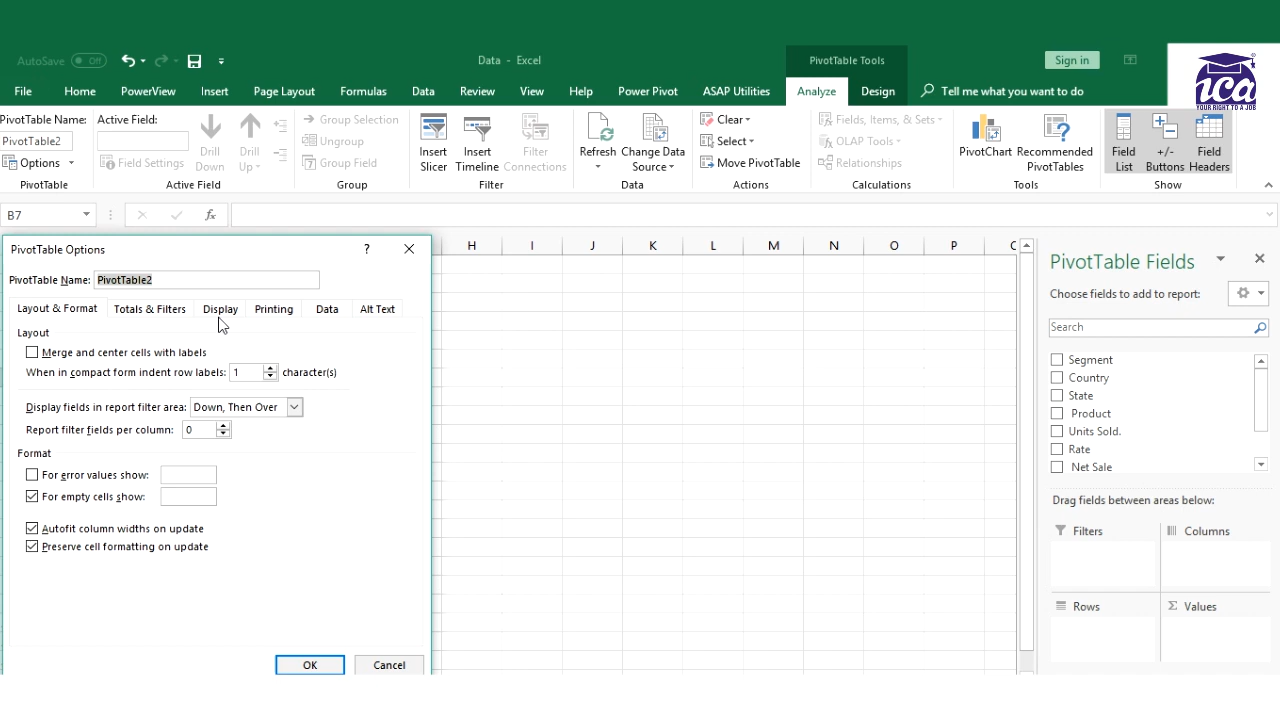 AutoSave Off
Data - Excel
PivotTable Tools
Sign in
ica
YOUR RIGHT TO A JOB
File Home PowerView Insert Page Layout Formulas Data Review View Help Power Pivot ASAP Utilities Analyze Design Tell me what you want to do
PivotTable Name:
PivotTable2
Options
PivotTable
Active Field:
Field Settings
Drill Down
Drill Up
Active Field
Group Selection
Ungroup
Group Field
Group
Insert Slicer
Insert Timeline
Filter Connections
Filter
Refresh
Change Data Source
Data
Clear
Select
Move PivotTable
Actions
Fields, Items, & Sets
OLAP Tools
Relationships
Calculations
PivotChart
Recommended PivotTables
Tools
Field List
+/- Buttons
Field Headers
Show
B7
fx
H I J K L M N O P
PivotTable Options ?
PivotTable Name: PivotTable2
Layout & Format Totals & Filters Display Printing Data Alt Text
Layout
Merge and center cells with labels
When in compact form indent row labels: 1 character(s)
Display fields in report filter area: Down, Then Over
Report filter fields per column: 0
Format
For error values show:
For empty cells show:
Autofit column widths on update
Preserve cell formatting on update
OK Cancel
PivotTable Fields
Choose fields to add to report:
Search
Segment
Country
State
Product
Units Sold.
Rate
Net Sale
Drag fields between areas below:
Filters
Columns
Rows
Σ Values